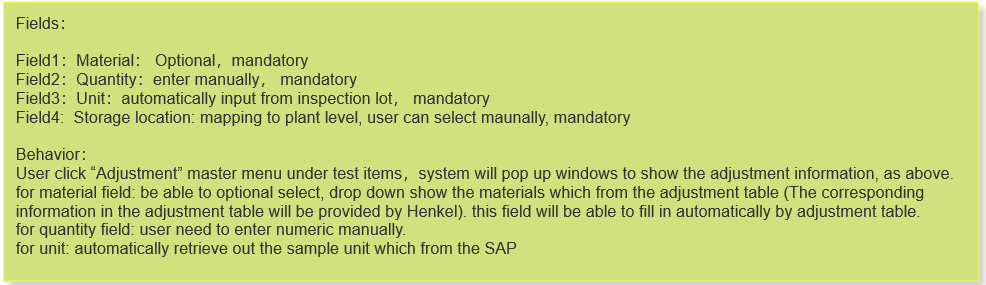 Fields：
Field1：Material： Optional，mandatory
Field2：Quantity：enter manually， mandatory
Field3：Unit：automatically input from inspection lot， mandatory
Field4:  Storage location: mapping to plant level, user can select maunally, mandatory
Behavior：
User click “Adjustment” master menu under test items，system will pop up windows to show the adjustment information, as above.
for material field: be able to optional select, drop down show the materials which from the adjustment table (The corresponding
information in the adjustment table will be provided by Henkel). this field will be able to fill in automatically by adjustment table.
for quantity field: user need to enter numeric manually.
for unit: automatically retrieve out the sample unit which from the SAP